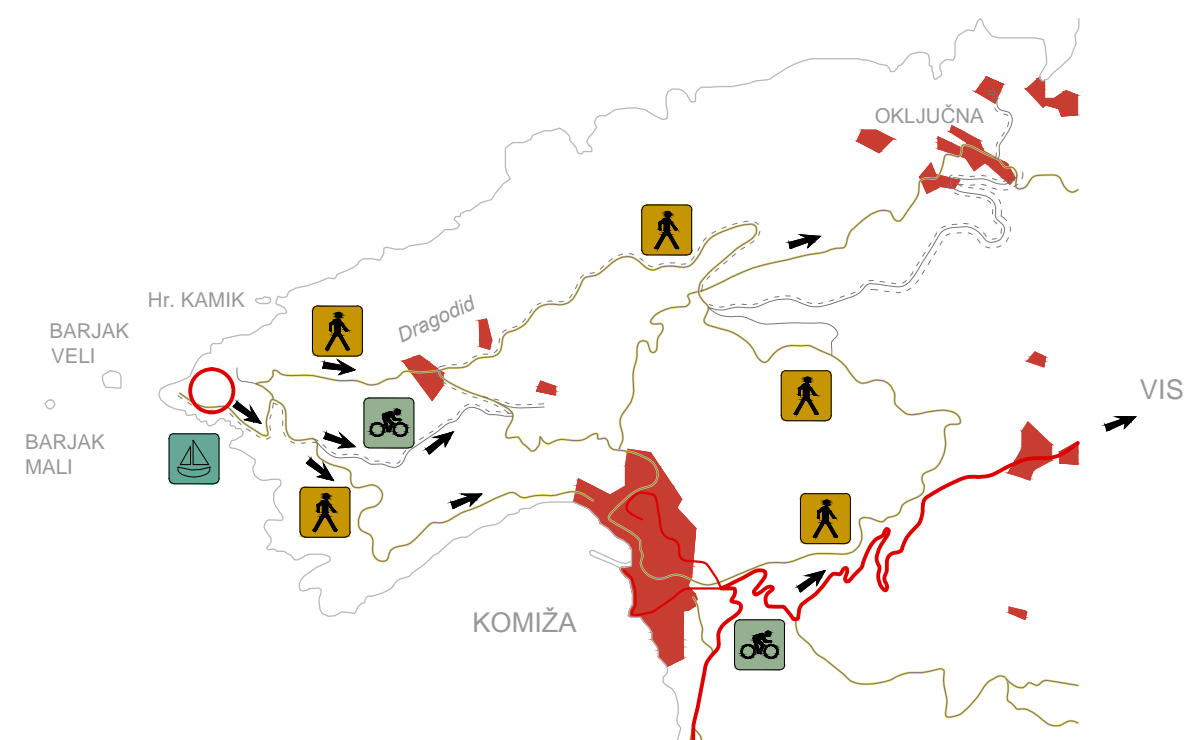 OKLJUČNA
Hr. KAMIK
Dragodid
BARJAK
VELI
VIS
BARJAK
MALI
KOMIŽA